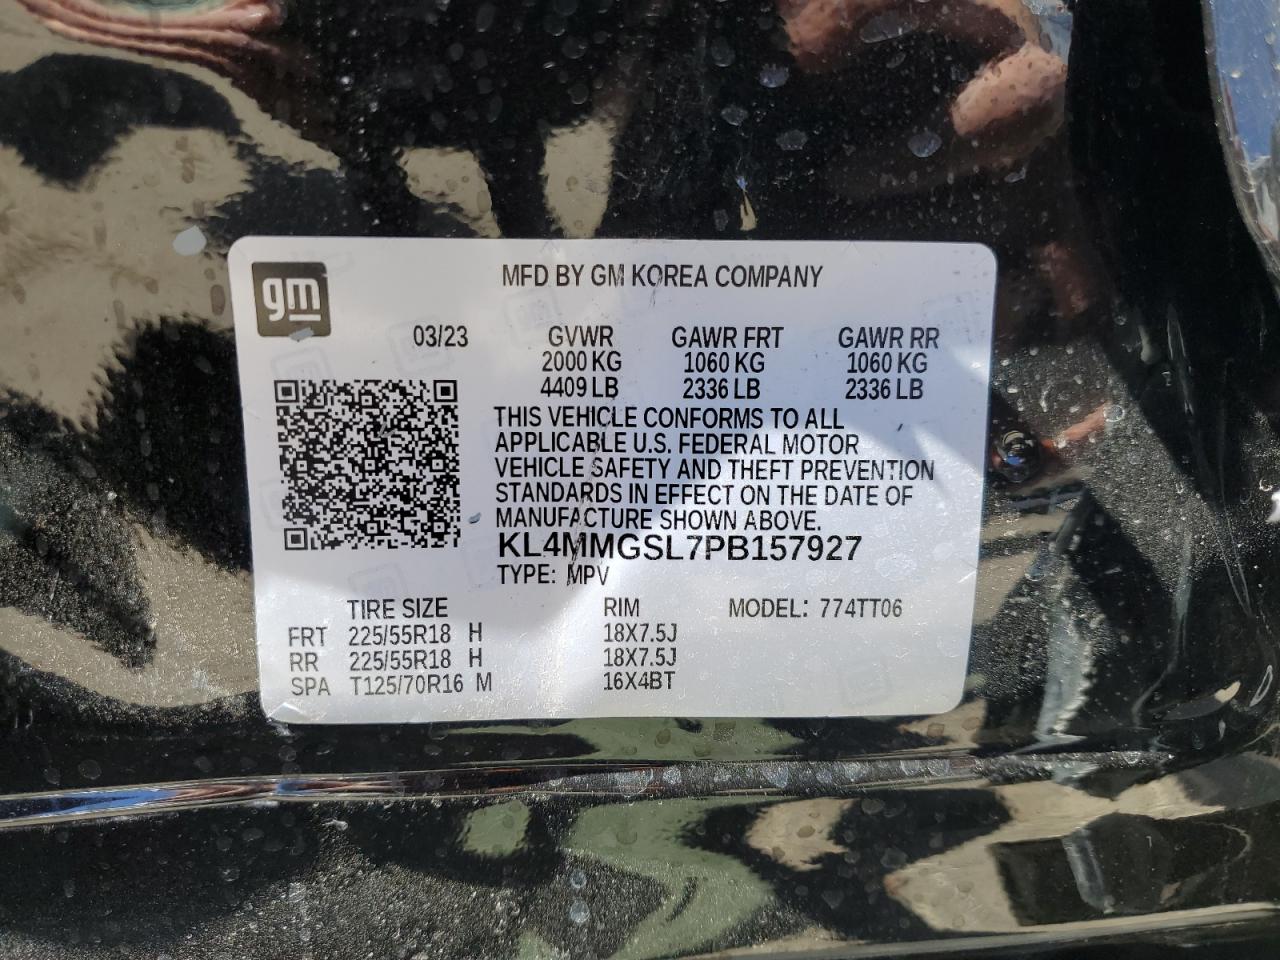 gm
MFD BY GM KOREA COMPANY
03/23 GVWR GAWR FRT GAWR RR
2000 KG 1060 KG 1060 KG
4409 LB 2336 LB 2336 LB
THIS VEHICLE CONFORMS TO ALL
APPLICABLE U.S. FEDERAL MOTOR
VEHICLE SAFETY AND THEFT PREVENTION
STANDARDS IN EFFECT ON THE DATE OF
MANUFACTURE SHOWN ABOVE.
KL4MMGSL7PB157927
TYPE: MPV
TIRE SIZE RIM MODEL: 774TT06
FRT 225/55R18 H 18X7.5J
RR 225/55R18 H 18X7.5J
SPA T125/70R16 M 16X4BT